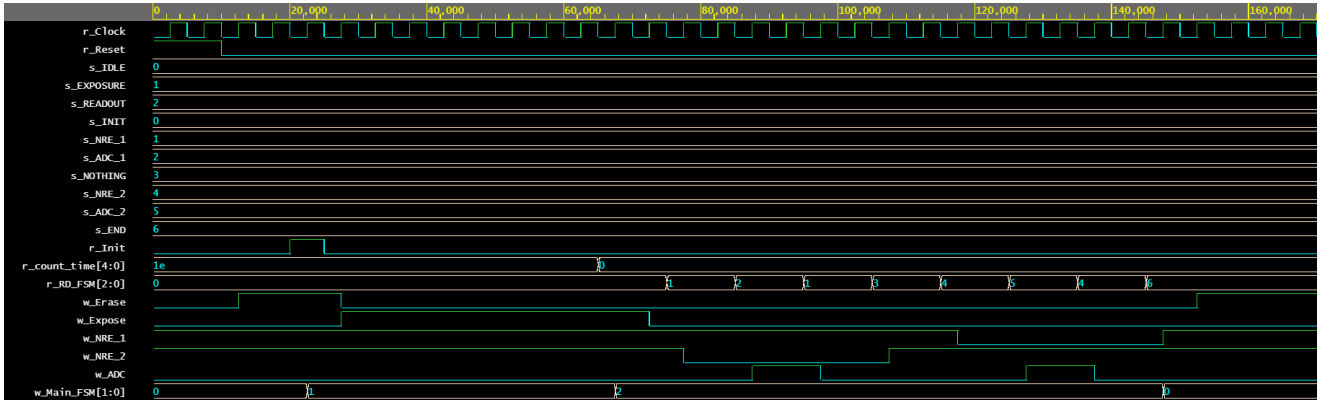 0 20,000 40,000 60,000 80,000 100,000 120,000 140,000 160,000
r_Clock
r_Reset
s_IDLE 0
s_EXPOSURE 1
s_READOUT 2
s_INIT 0
s_NRE_1 1
s_ADC_1 2
s_NOTHING 3
s_NRE_2 4
s_ADC_2 5
s_END 6
r_Init
r_count_time[4:0] 1e 0
r_RD_FSM[2:0] 0 1 2 1 3 4 5 4 6
w_Erase
w_Expose
w_NRE_1
w_NRE_2
w_ADC
w_Main_FSM[1:0] 0 1 2 0